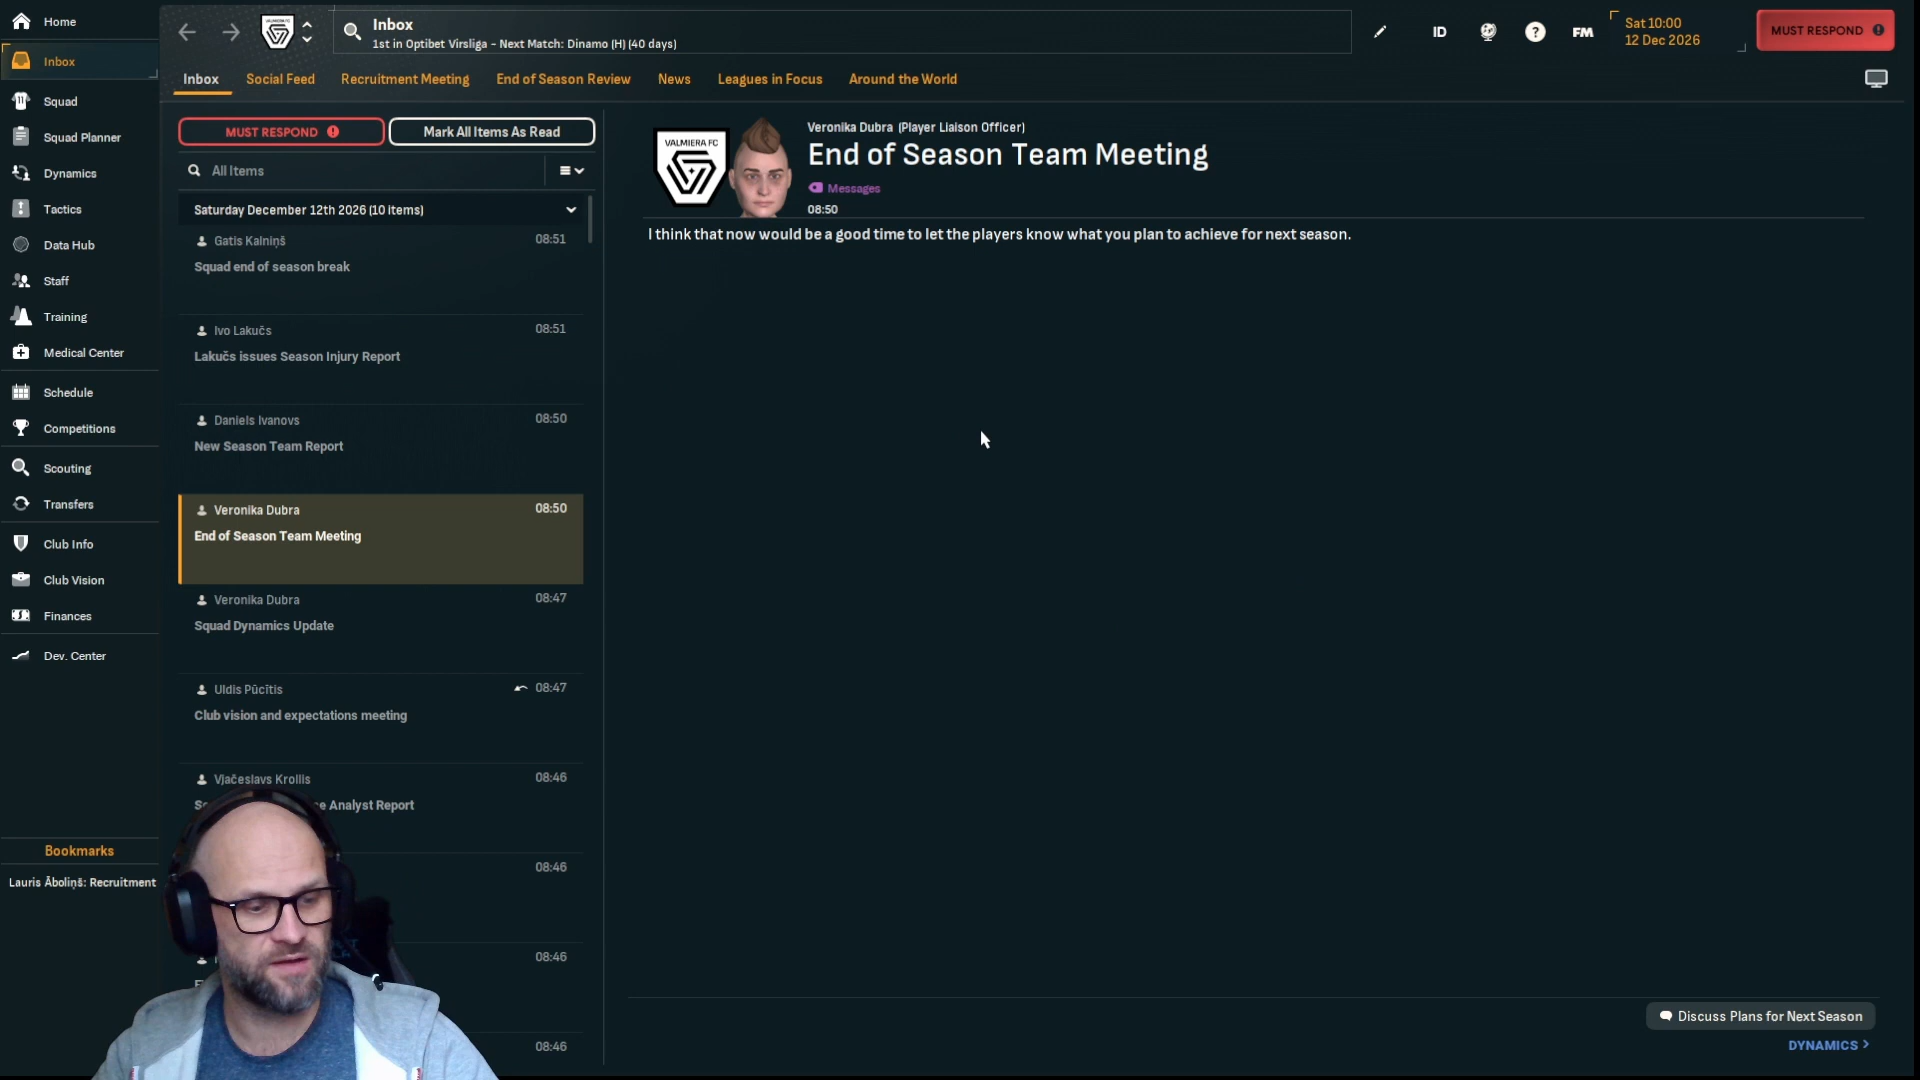 Home
Inbox
Squad
Squad Planner
Dynamics
Tactics
Data Hub
Staff
Training
Medical Center
Schedule
Competitions
Scouting
Transfers
Club Info
Club Vision
Finances
Dev. Center
Bookmarks
Lauris Āboliņš: Recruitment
Inbox
1st in Optibet Virsliga - Next Match: Dinamo (H) (40 days)
ID
?
FM
Sat 10:00
12 Dec 2026
MUST RESPOND
Inbox
Social Feed
Recruitment Meeting
End of Season Review
News
Leagues in Focus
Around the World
MUST RESPOND
Mark All Items As Read
All Items
Saturday December 12th 2026 (10 items)
Gatis Kalniņš 08:51
Squad end of season break
Ivo Lakučs 08:51
Lakučs issues Season Injury Report
Daniels Ivanovs 08:50
New Season Team Report
Veronika Dubra 08:50
End of Season Team Meeting
Veronika Dubra 08:47
Squad Dynamics Update
Uldis Pūcītis 08:47
Club vision and expectations meeting
Vjačeslavs Krollis 08:46
Analyst Report
08:46
08:46
08:46
VALMIERA FC
Veronika Dubra (Player Liaison Officer)
End of Season Team Meeting
Messages
08:50
I think that now would be a good time to let the players know what you plan to achieve for next season.
Discuss Plans for Next Season
DYNAMICS